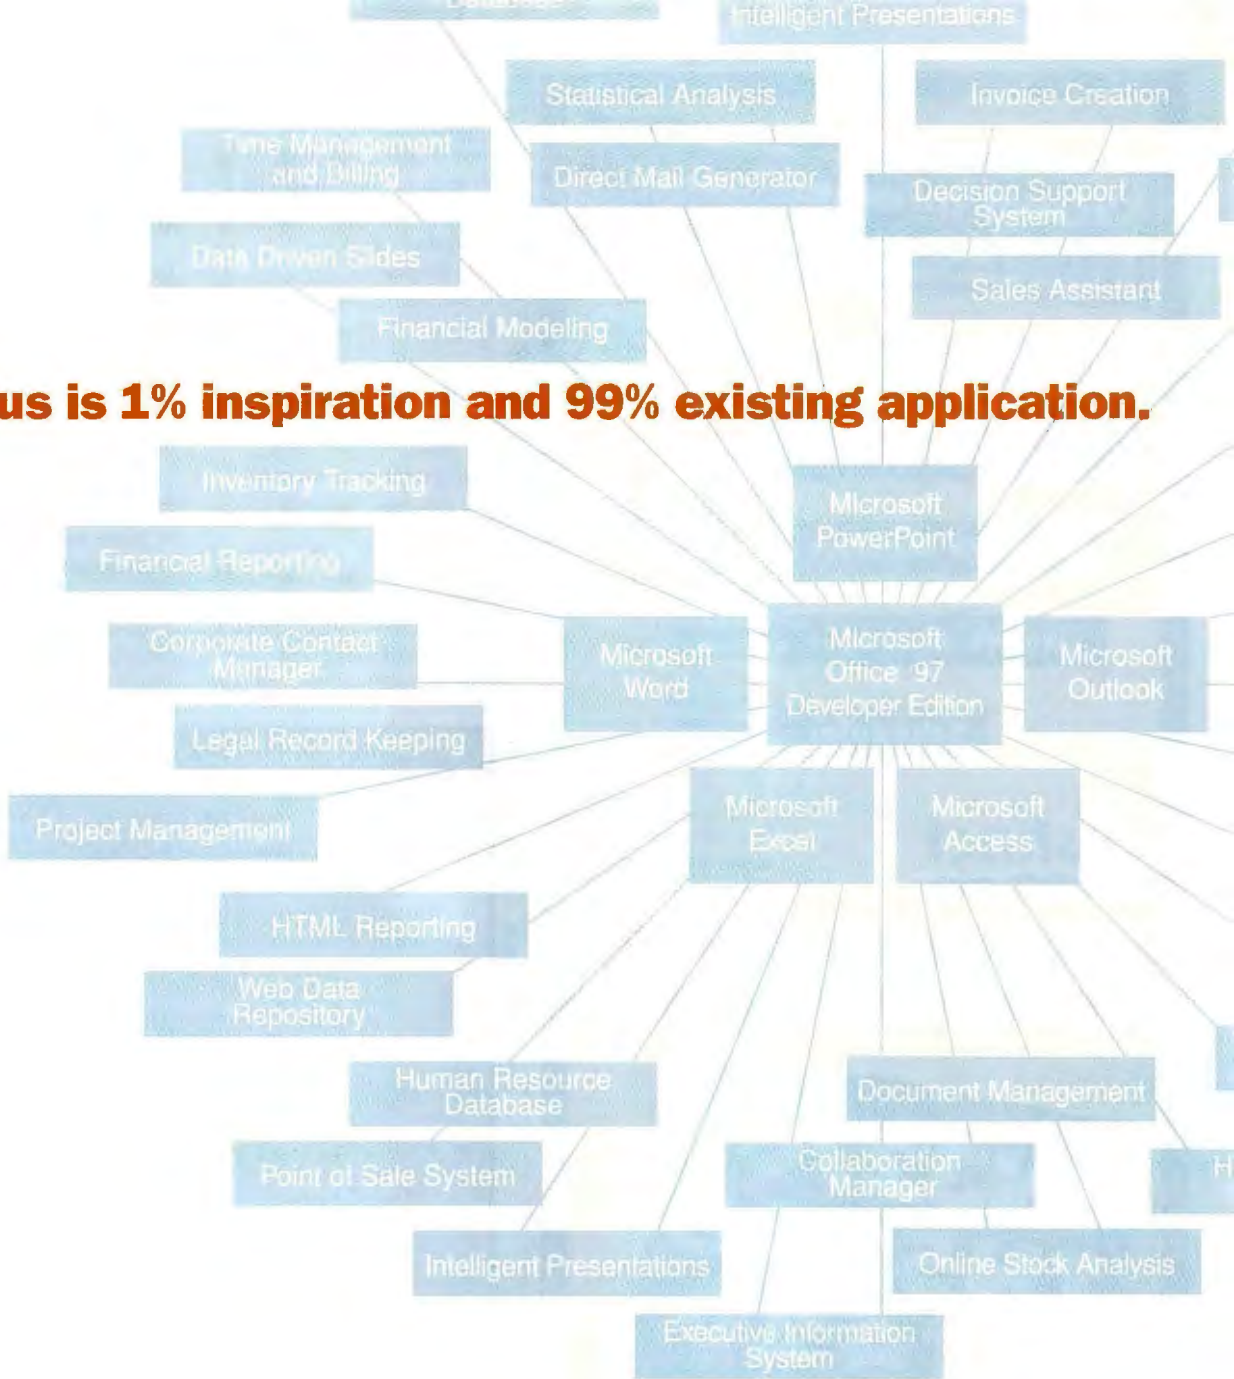 Database
Intelligent Presentations
Statistical Analysis
Invoice Creation
Time Management
and Billing
Direct Mail Generator
Decision Support
System
Data Driven Slides
Sales Assistant
Financial Modeling
us is 1% inspiration and 99% existing application.
Inventory Tracking
Microsoft
PowerPoint
Financial Reporting
Corporate Contact
Manager
Microsoft
Word
Microsoft
Office 97
Developer Edition
Microsoft
Outlook
Legal Record Keeping
Project Management
Microsoft
Excel
Microsoft
Access
HTML Reporting
Web Data
Repository
Human Resource
Database
Document Management
Point of Sale System
Collaboration
Manager
H
Intelligent Presentations
Online Stock Analysis
Executive Information
System